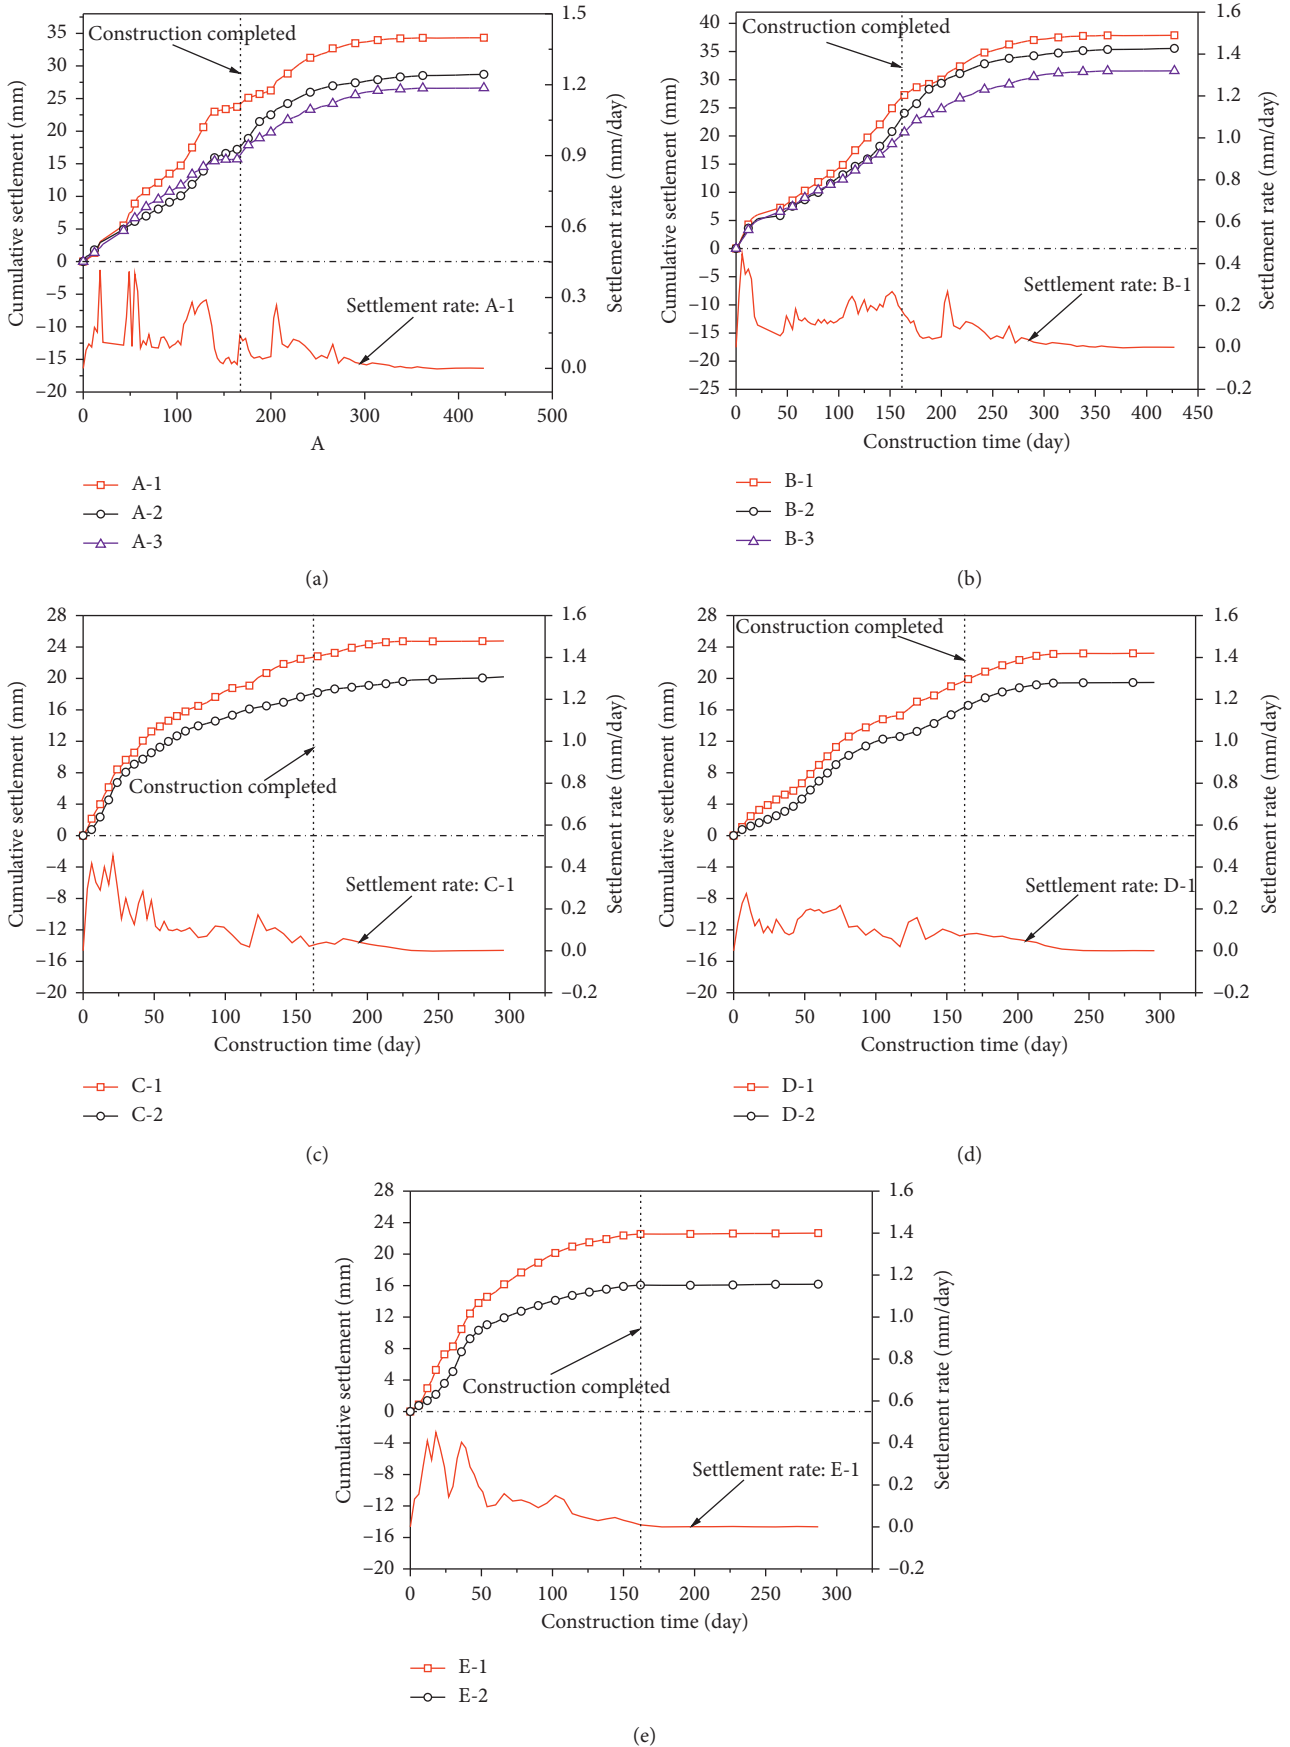 Construction completed
Cumulative settlement (mm)
35
30
25
20
15
10
5
0
−5
−10
−15
−20
1.5
1.2
0.9
0.6
0.3
0.0
Settlement rate (mm/day)
Settlement rate: A-1
0 100 200 300 400 500
A
A-1
A-2
A-3
(a)
Construction completed
Cumulative settlement (mm)
40
35
30
25
20
15
10
5
0
−5
−10
−15
−20
−25
1.6
1.4
1.2
1.0
0.8
0.6
0.4
0.2
0.0
−0.2
Settlement rate (mm/day)
Settlement rate: B-1
0 50 100 150 200 250 300 350 400 450
Construction time (day)
B-1
B-2
B-3
(b)
Cumulative settlement (mm)
28
24
20
16
12
8
4
0
−4
−8
−12
−16
−20
1.6
1.4
1.2
1.0
0.8
0.6
0.4
0.2
0.0
−0.2
Settlement rate (mm/day)
Construction completed
Settlement rate: C-1
0 50 100 150 200 250 300
Construction time (day)
C-1
C-2
(c)
Construction completed
Cumulative settlement (mm)
28
24
20
16
12
8
4
0
−4
−8
−12
−16
−20
1.6
1.4
1.2
1.0
0.8
0.6
0.4
0.2
0.0
−0.2
Settlement rate (mm/day)
Settlement rate: D-1
0 50 100 150 200 250 300
Construction time (day)
D-1
D-2
(d)
Cumulative settlement (mm)
28
24
20
16
12
8
4
0
−4
−8
−12
−16
−20
1.6
1.4
1.2
1.0
0.8
0.6
0.4
0.2
0.0
−0.2
Settlement rate (mm/day)
Construction completed
Settlement rate: E-1
0 50 100 150 200 250 300
Construction time (day)
E-1
E-2
(e)